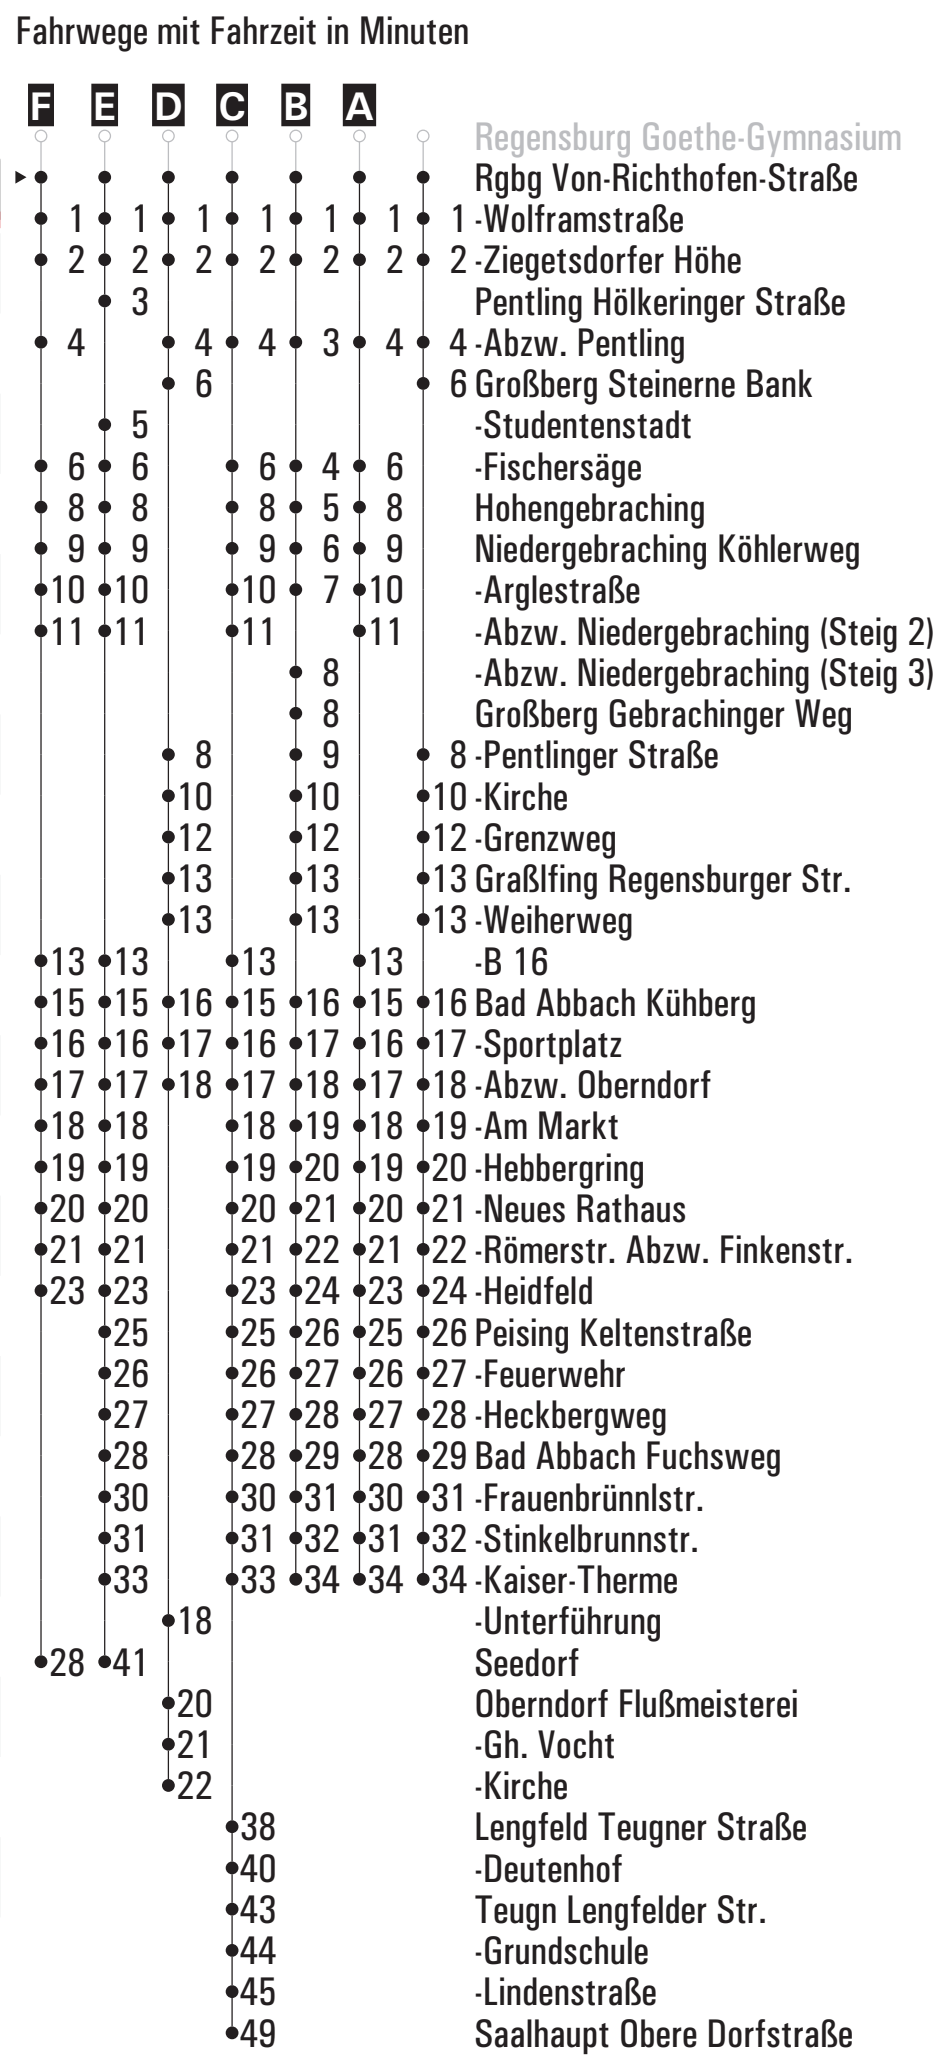 Fahrwege mit Fahrzeit in Minuten
F E D C B A
Regensburg Goethe-Gymnasium
Rgbg Von-Richthofen-Straße
1 1 1 1 1 1 1 -Wolframstraße
2 2 2 2 2 2 2 -Ziegetsdorfer Höhe
3 Pentling Hölkeringer Straße
4 4 4 3 4 4 -Abzw. Pentling
6 6 Großberg Steinerne Bank
5 -Studentenstadt
6 6 6 4 6 -Fischersäge
8 8 8 5 8 Hohengebraching
9 9 9 6 9 Niedergebraching Köhlerweg
10 10 10 7 10 -Arglestraße
11 11 11 11 -Abzw. Niedergebraching (Steig 2)
8 -Abzw. Niedergebraching (Steig 3)
8 Großberg Gebrachinger Weg
8 9 8 -Pentlinger Straße
10 10 10 -Kirche
12 12 12 -Grenzweg
13 13 13 Graßlfing Regensburger Str.
13 13 13 -Weiherweg
13 13 13 13 -B 16
15 15 16 15 16 15 16 Bad Abbach Kühberg
16 16 17 16 17 16 17 -Sportplatz
17 17 18 17 18 17 18 -Abzw. Oberndorf
18 18 18 19 18 19 -Am Markt
19 19 19 20 19 20 -Hebbergring
20 20 20 21 20 21 -Neues Rathaus
21 21 21 22 21 22 -Römerstr. Abzw. Finkenstr.
23 23 23 24 23 24 -Heidfeld
25 25 26 25 26 Peising Keltenstraße
26 26 27 26 27 -Feuerwehr
27 27 28 27 28 -Heckbergweg
28 28 29 28 29 Bad Abbach Fuchsweg
30 30 31 30 31 -Frauenbrünnlstr.
31 31 32 31 32 -Stinkelbrunnstr.
33 33 34 34 34 -Kaiser-Therme
18 -Unterführung
28 41 Seedorf
20 Oberndorf Flußmeisterei
21 -Gh. Vocht
22 -Kirche
38 Lengfeld Teugner Straße
40 -Deutenhof
43 Teugn Lengfelder Str.
44 -Grundschule
45 -Lindenstraße
49 Saalhaupt Obere Dorfstraße